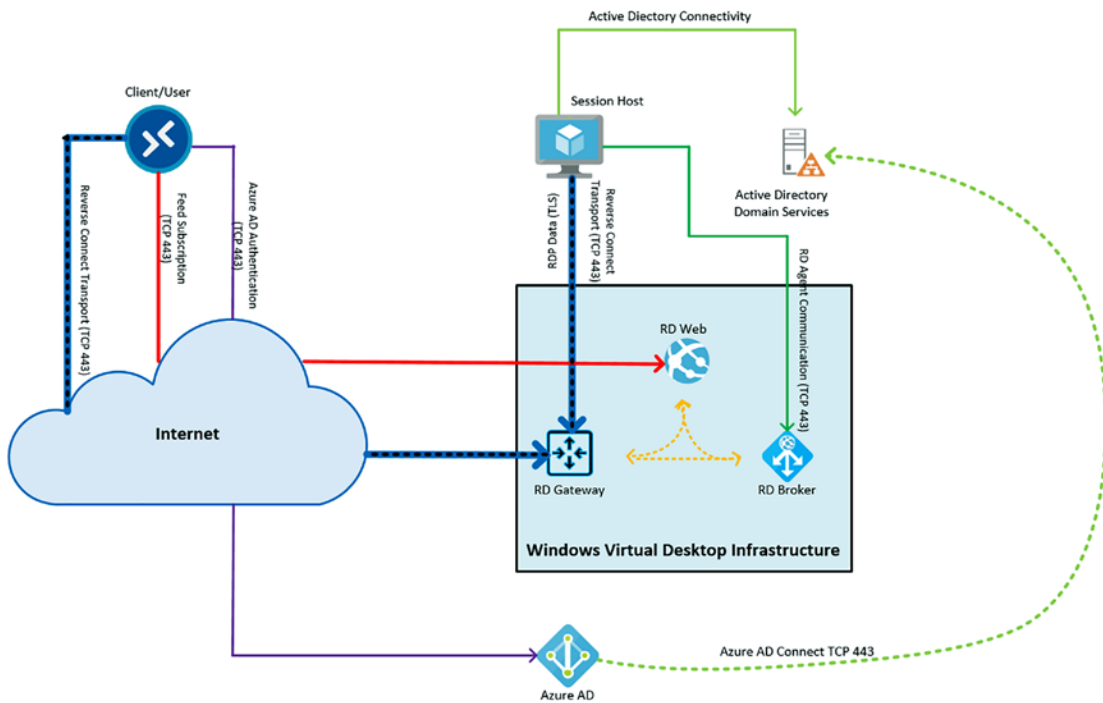 Active Diectory Connectivity
Client/User
Session Host
Active Directory
Domain Services
Reverse Connect Transport (TCP 443)
Feed Subscription
(TCP 443)
Azure AD Authentication
(TCP 443)
Reverse Connect
Transport (TCP 443)
RDP Data (TLS)
RD Agent Communication (TCP 443)
RD Web
Internet
RD Gateway
RD Broker
Windows Virtual Desktop Infrastructure
Azure AD Connect TCP 443
Azure AD